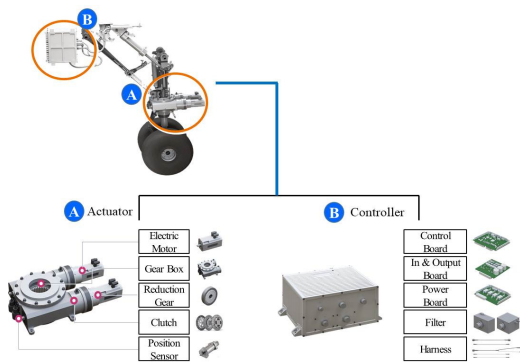 B
A
A Actuator
B Controller
Electric
Motor
Gear Box
Reduction
Gear
Clutch
Position
Sensor
Control
Board
In & Output
Board
Power
Board
Filter
Harness